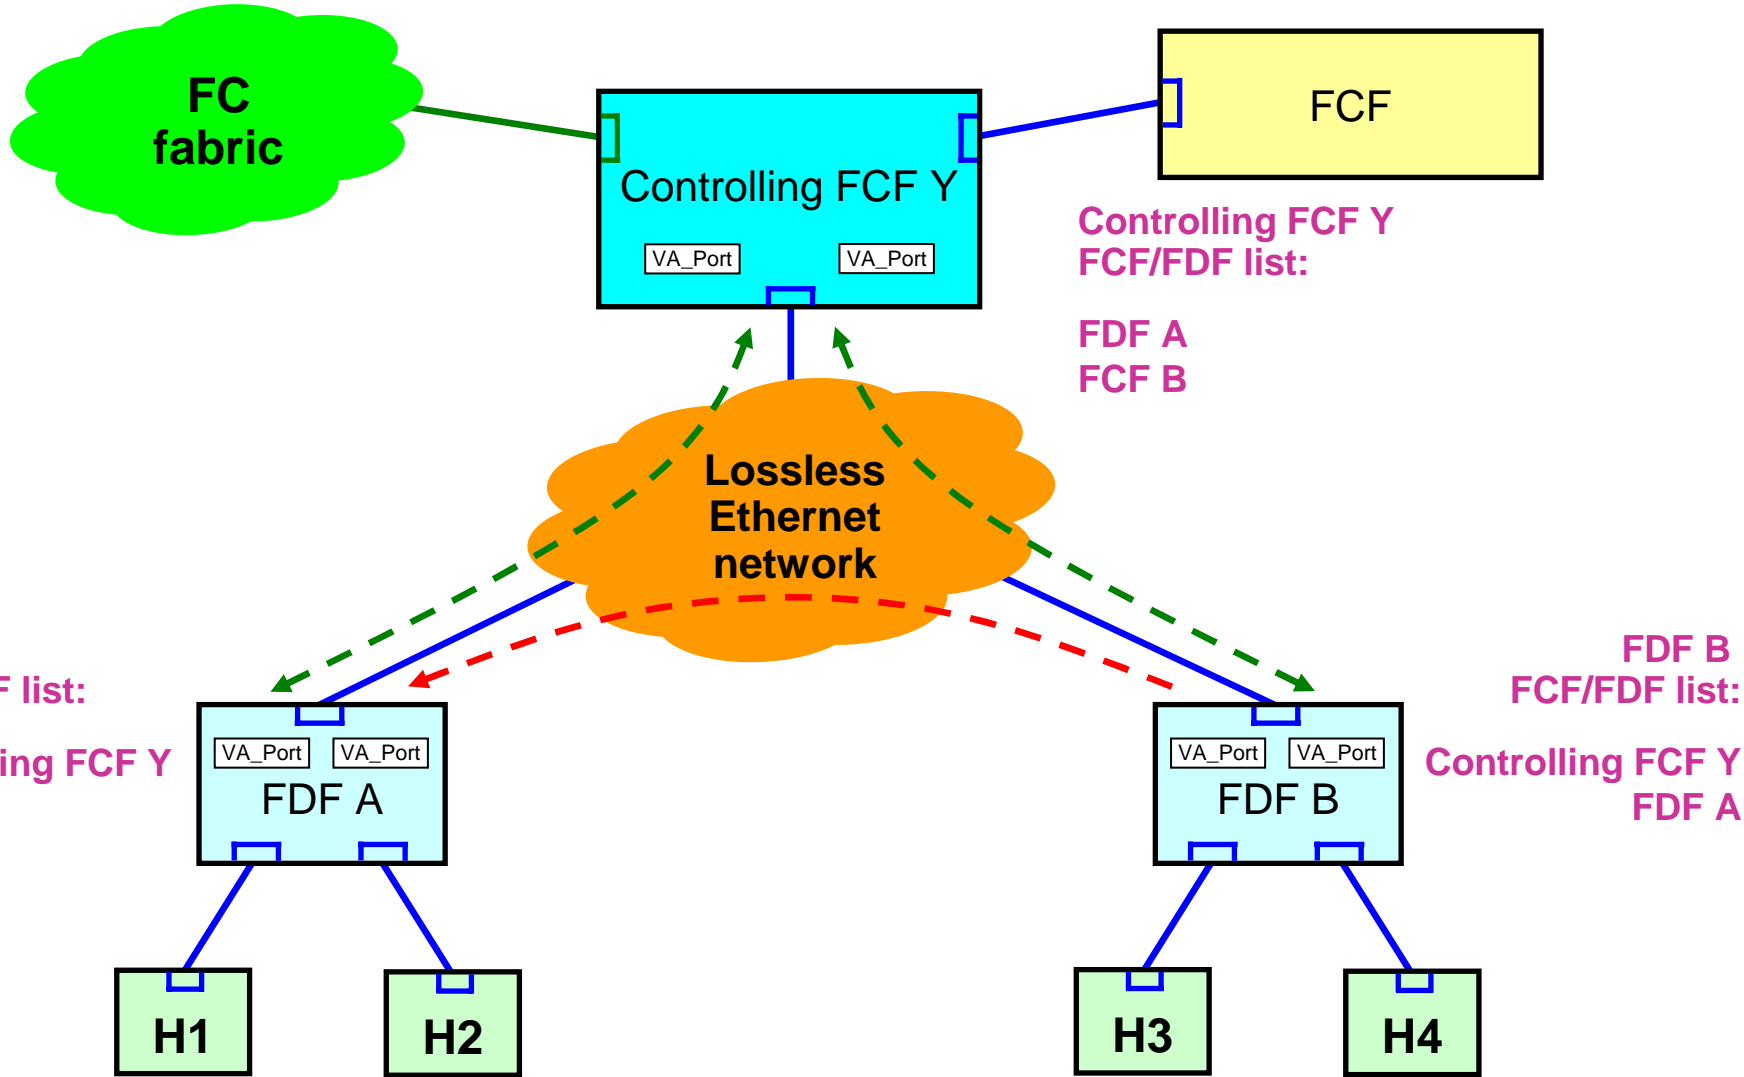 FC
fabric
FCF
Controlling FCF Y
VA_Port
VA_Port
Controlling FCF Y
FCF/FDF list:
FDF A
FCF B
Lossless
Ethernet
network
list:
FCF Y
VA_Port
VA_Port
FDF A
VA_Port
VA_Port
FDF B
FDF B
FCF/FDF list:
Controlling FCF Y
FDF A
H1
H2
H3
H4